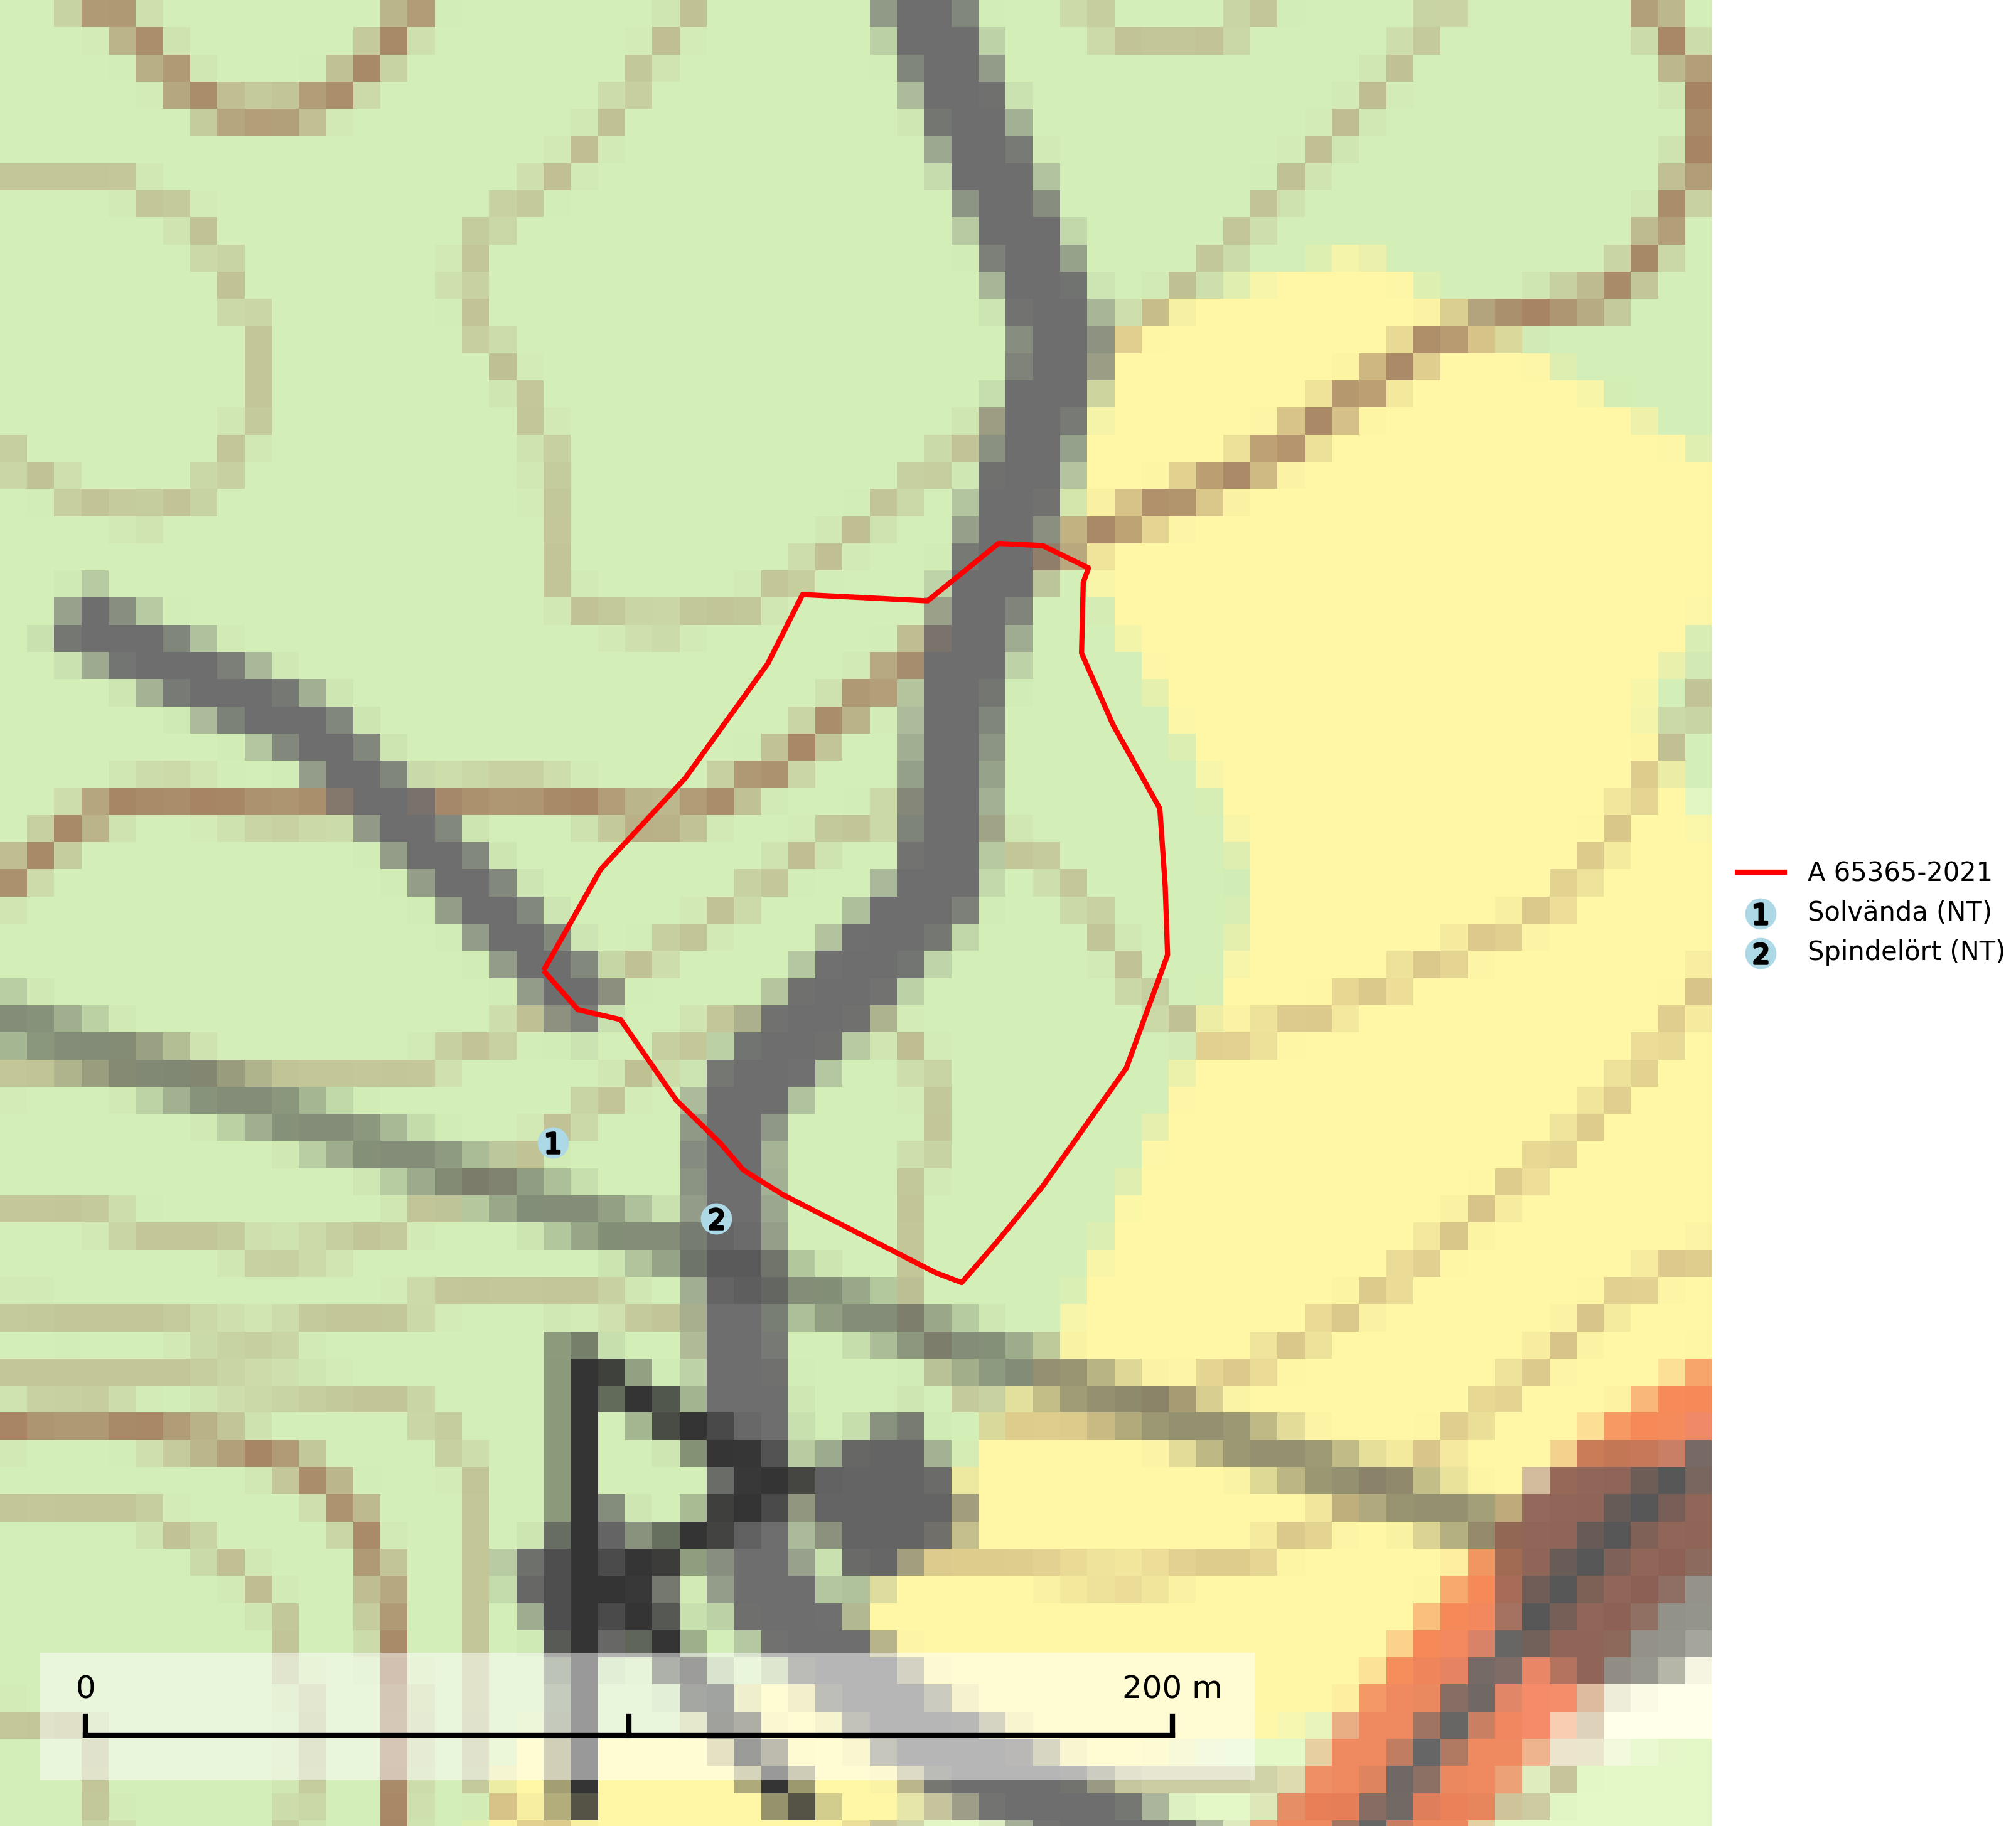 A 65365-2021
1 Solvända (NT)
2 Spindelört (NT)
1
2
0 200 m